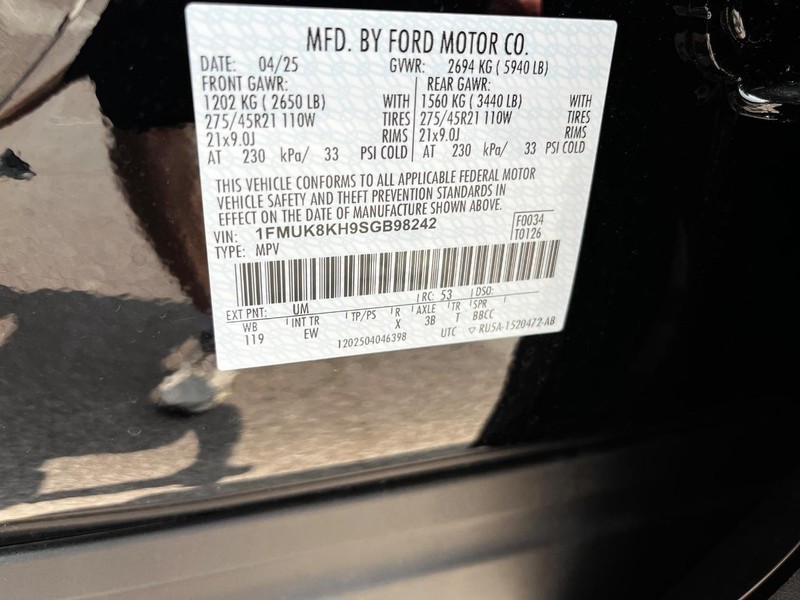 MFD. BY FORD MOTOR CO.
DATE: 04/25 GVWR: 2694 KG ( 5940 LB)
FRONT GAWR: REAR GAWR:
1202 KG ( 2650 LB) WITH 1560 KG ( 3440 LB) WITH
275/45R21 110W TIRES 275/45R21 110W TIRES
21x9.0J RIMS 21x9.0J RIMS
AT 230 kPa/ 33 PSI COLD AT 230 kPa/ 33 PSI COLD
THIS VEHICLE CONFORMS TO ALL APPLICABLE FEDERAL MOTOR
VEHICLE SAFETY AND THEFT PREVENTION STANDARDS IN
EFFECT ON THE DATE OF MANUFACTURE SHOWN ABOVE.
VIN: 1FMUK8KH9SGB98242 F0034
TYPE: MPV T0126
EXT PNT: UM RC: 53 DSO:
WB INT TR TP/PS R AXLE TR SPR
119 EW X 3B T BBCC
1202504046398 UTC ▽ RU5A-1520472-AB